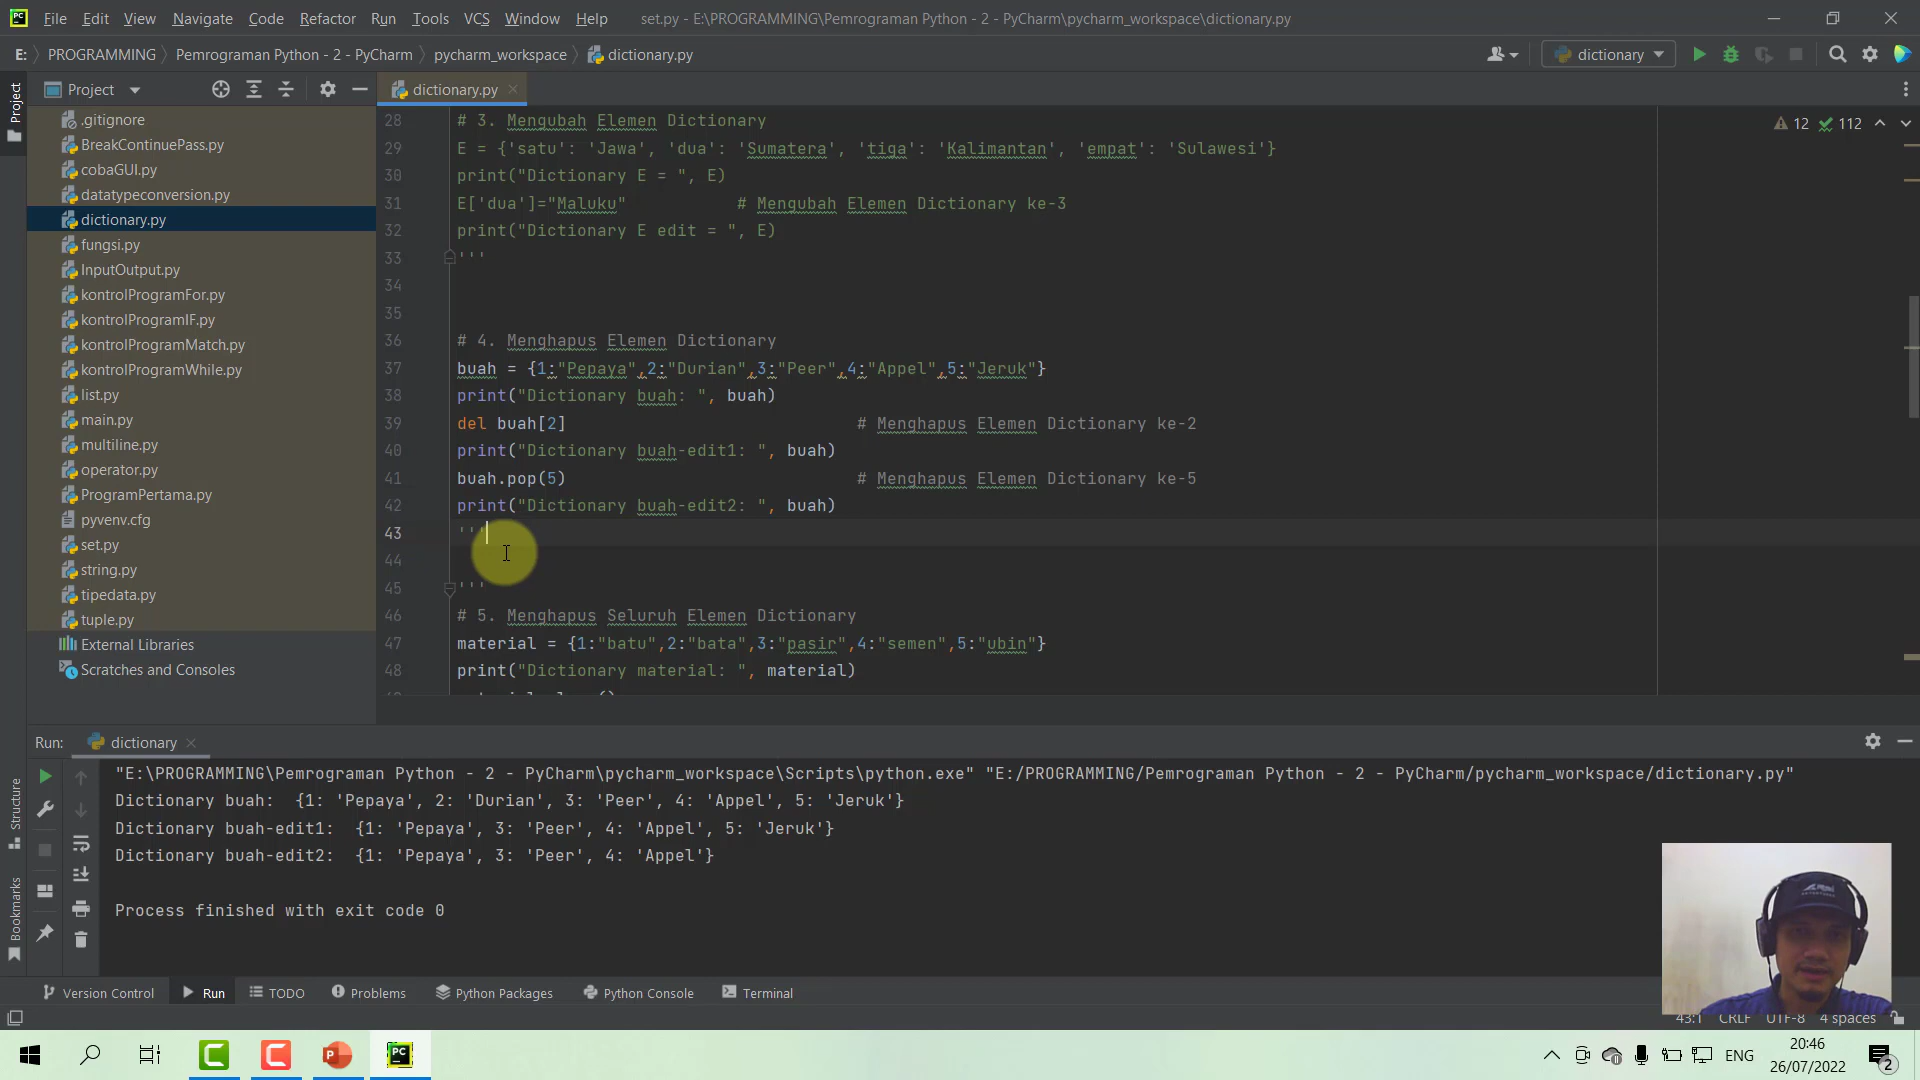 File Edit View Navigate Code Refactor Run Tools VCS Window Help set.py - E:\PROGRAMMING\Pemrograman Python - 2 - PyCharm\pycharm_workspace\dictionary.py
E: PROGRAMMING Pemrograman Python - 2 - PyCharm pycharm_workspace dictionary.py dictionary
Project
Project
.gitignore
BreakContinuePass.py
cobaGUI.py
datatypeconversion.py
dictionary.py
fungsi.py
InputOutput.py
kontrolProgramFor.py
kontrolProgramIF.py
kontrolProgramMatch.py
kontrolProgramWhile.py
list.py
main.py
multiline.py
operator.py
ProgramPertama.py
pyvenv.cfg
set.py
string.py
tipedata.py
tuple.py
External Libraries
Scratches and Consoles
dictionary.py
12 112
28 # 3. Mengubah Elemen Dictionary
29 E = {'satu': 'Jawa', 'dua': 'Sumatera', 'tiga': 'Kalimantan', 'empat': 'Sulawesi'}
30 print("Dictionary E = ", E)
31 E['dua']="Maluku" # Mengubah Elemen Dictionary ke-3
32 print("Dictionary E edit = ", E)
33 '''
34
35
36 # 4. Menghapus Elemen Dictionary
37 buah = {1:"Pepaya",2:"Durian",3:"Peer",4:"Appel",5:"Jeruk"}
38 print("Dictionary buah: ", buah)
39 del buah[2] # Menghapus Elemen Dictionary ke-2
40 print("Dictionary buah-edit1: ", buah)
41 buah.pop(5) # Menghapus Elemen Dictionary ke-5
42 print("Dictionary buah-edit2: ", buah)
43 '''
44
45 '''
46 # 5. Menghapus Seluruh Elemen Dictionary
47 material = {1:"batu",2:"bata",3:"pasir",4:"semen",5:"ubin"}
48 print("Dictionary material: ", material)
Run: dictionary
"E:\PROGRAMMING\Pemrograman Python - 2 - PyCharm\pycharm_workspace\Scripts\python.exe" "E:/PROGRAMMING/Pemrograman Python - 2 - PyCharm/pycharm_workspace/dictionary.py"
Dictionary buah:  {1: 'Pepaya', 2: 'Durian', 3: 'Peer', 4: 'Appel', 5: 'Jeruk'}
Dictionary buah-edit1:  {1: 'Pepaya', 3: 'Peer', 4: 'Appel', 5: 'Jeruk'}
Dictionary buah-edit2:  {1: 'Pepaya', 3: 'Peer', 4: 'Appel'}
Process finished with exit code 0
Structure
Bookmarks
Version Control Run TODO Problems Python Packages Python Console Terminal
43:1 CRLF UTF-8 4 spaces
ENG
20:46
26/07/2022
2